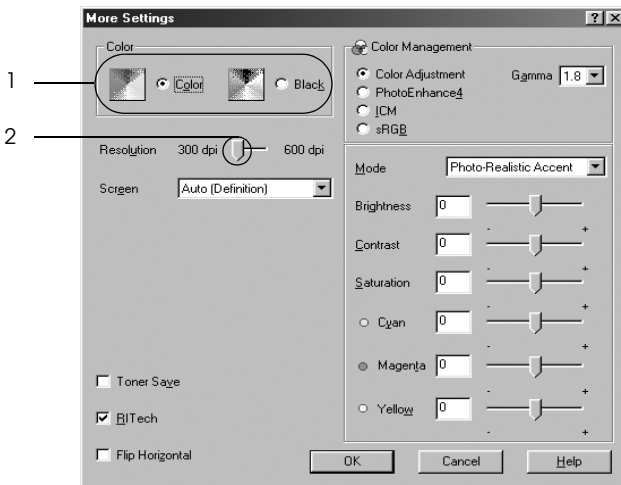 More Settings
1
Color
Color
Black
2
Resolution 300 dpi 600 dpi
Screen Auto (Definition)
Toner Save
RITech
Flip Horizontal
Color Management
Color Adjustment Gamma 1.8
PhotoEnhance4
ICM
sRGB
Mode Photo-Realistic Accent
Brightness 0
- +
Contrast 0
- +
Saturation 0
- +
Cyan 0
- +
Magenta 0
- +
Yellow 0
- +
OK Cancel Help